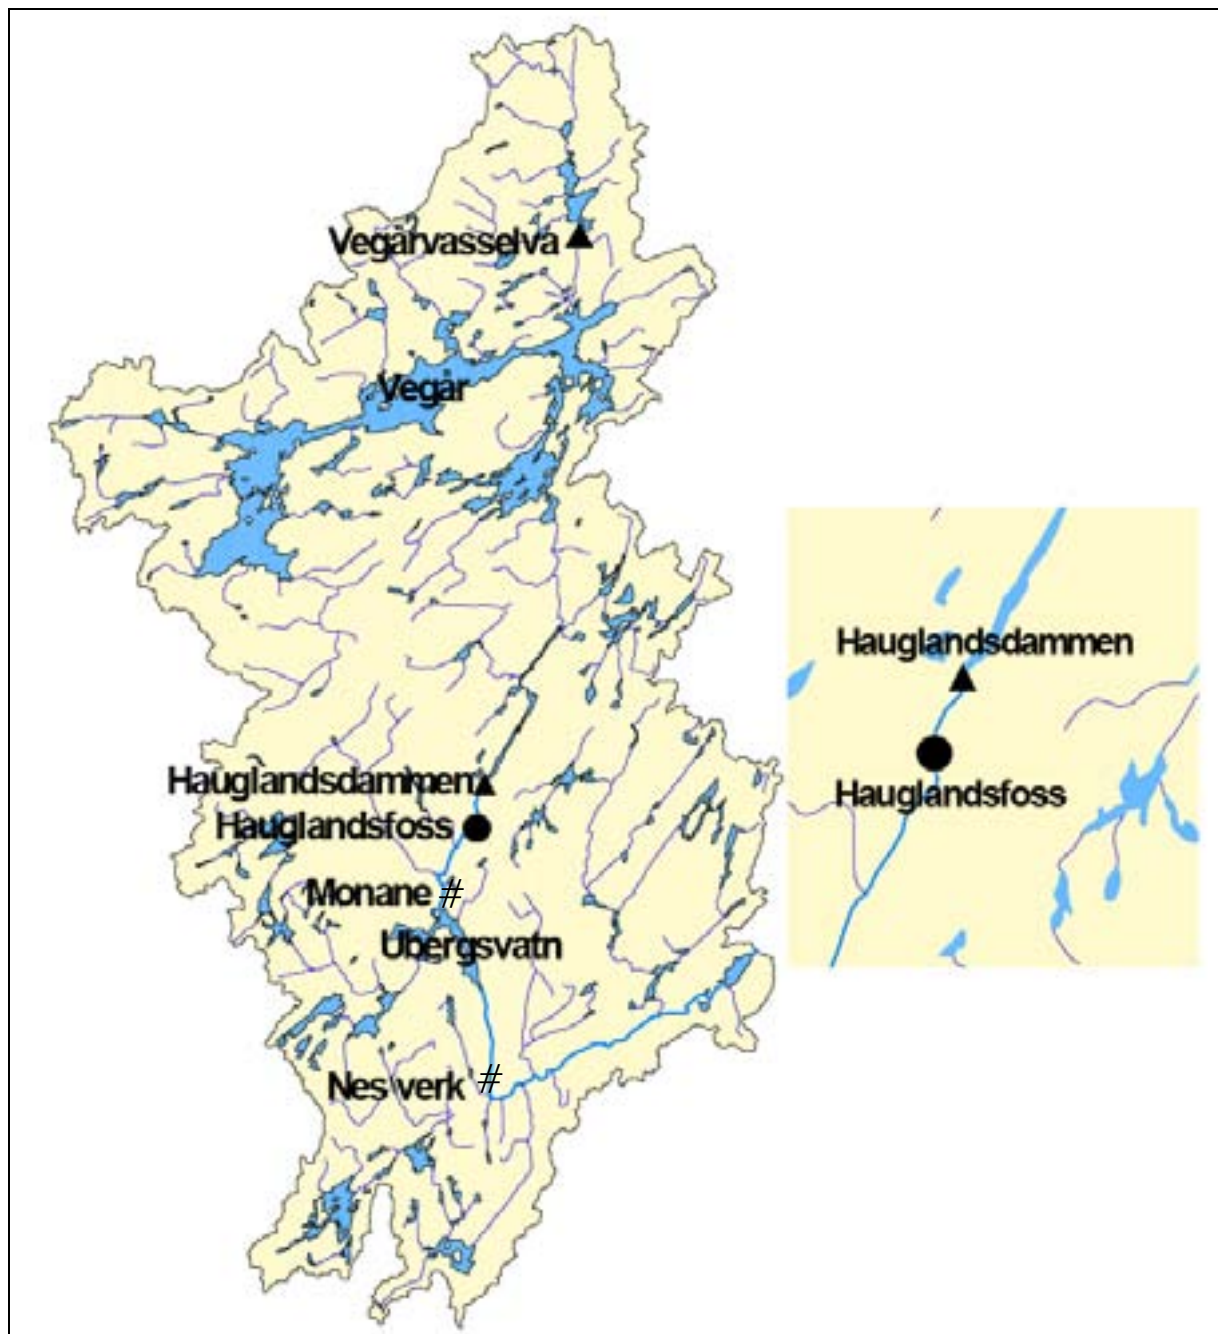 Vegårvasselva
Vegår
Hauglandsdammen
Hauglandsfoss
Monane #
Ubergsvatn
Nes verk #
Hauglandsdammen
Hauglandsfoss